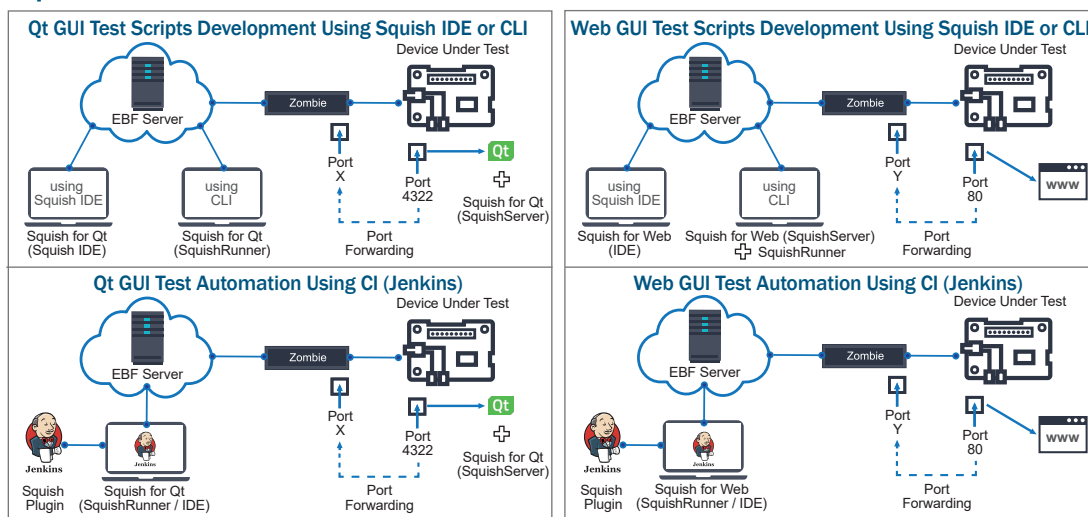 Qt GUI Test Scripts Development Using Squish IDE or CLI
Device Under Test
EBF Server
Zombie
using
Squish IDE
using
CLI
Port
X
Port
4322
Qt
Squish for Qt
(SquishServer)
Squish for Qt
(Squish IDE)
Squish for Qt
(SquishRunner)
Port
Forwarding
Web GUI Test Scripts Development Using Squish IDE or CLI
Device Under Test
EBF Server
Zombie
using
Squish IDE
using
CLI
Port
Y
Port
80
www
Squish for Web
(IDE)
Squish for Web (SquishServer)
SquishRunner
Port
Forwarding
Qt GUI Test Automation Using CI (Jenkins)
Device Under Test
EBF Server
Zombie
Port
X
Port
4322
Qt
Squish for Qt
(SquishServer)
Jenkins
Jenkins
Squish
Plugin
Squish for Qt
(SquishRunner / IDE)
Port
Forwarding
Web GUI Test Automation Using CI (Jenkins)
Device Under Test
EBF Server
Zombie
Port
Y
Port
80
www
Jenkins
Jenkins
Squish
Plugin
Squish for Web
(SquishRunner / IDE)
Port
Forwarding